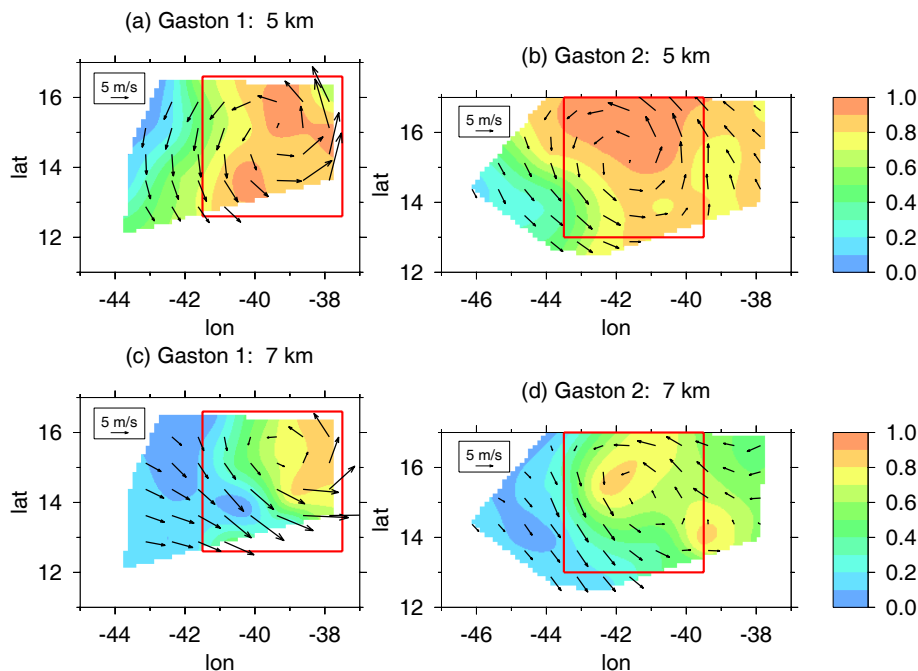 (a) Gaston 1: 5 km
5 m/s
16
14
12
lat
-44 -42 -40 -38
lon
(b) Gaston 2: 5 km
5 m/s
16
14
12
lat
-46 -44 -42 -40 -38
lon
1.0
0.8
0.6
0.4
0.2
0.0
(c) Gaston 1: 7 km
5 m/s
16
14
12
lat
-44 -42 -40 -38
lon
(d) Gaston 2: 7 km
5 m/s
16
14
12
lat
-46 -44 -42 -40 -38
lon
1.0
0.8
0.6
0.4
0.2
0.0